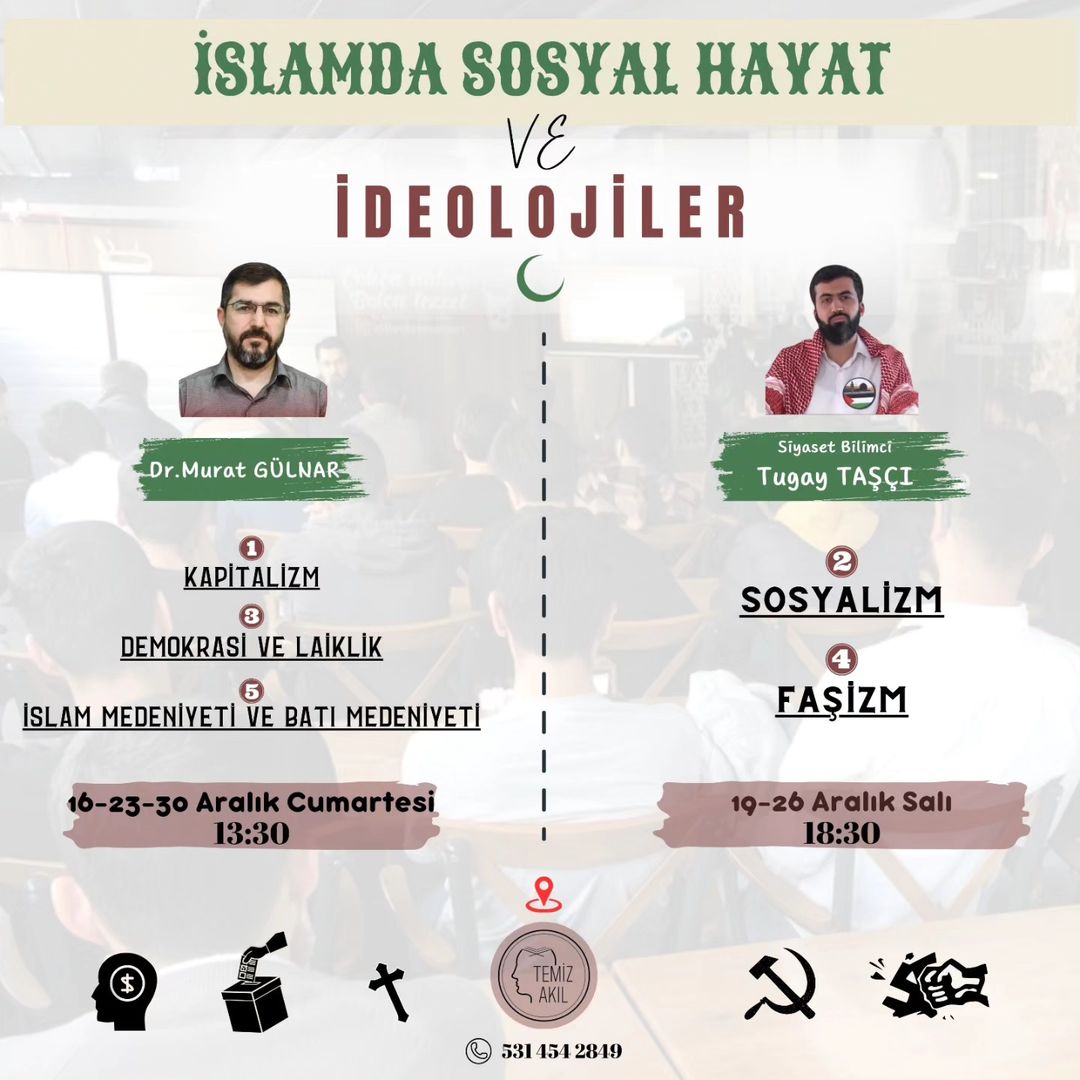 İSLAMDA SOSYAL HAYAT
VE
İDEOLOJİLER
Dr.Murat GÜLNAR
1
KAPİTALİZM
3
DEMOKRASİ VE LAİKLİK
5
İSLAM MEDENİYETİ VE BATI MEDENİYETİ
16-23-30 Aralık Cumartesi
13:30
Siyaset Bilimci
Tugay TAŞÇI
2
SOSYALİZM
4
FAŞİZM
19-26 Aralık Salı
18:30
$
TEMİZ
AKIL
531 454 2849